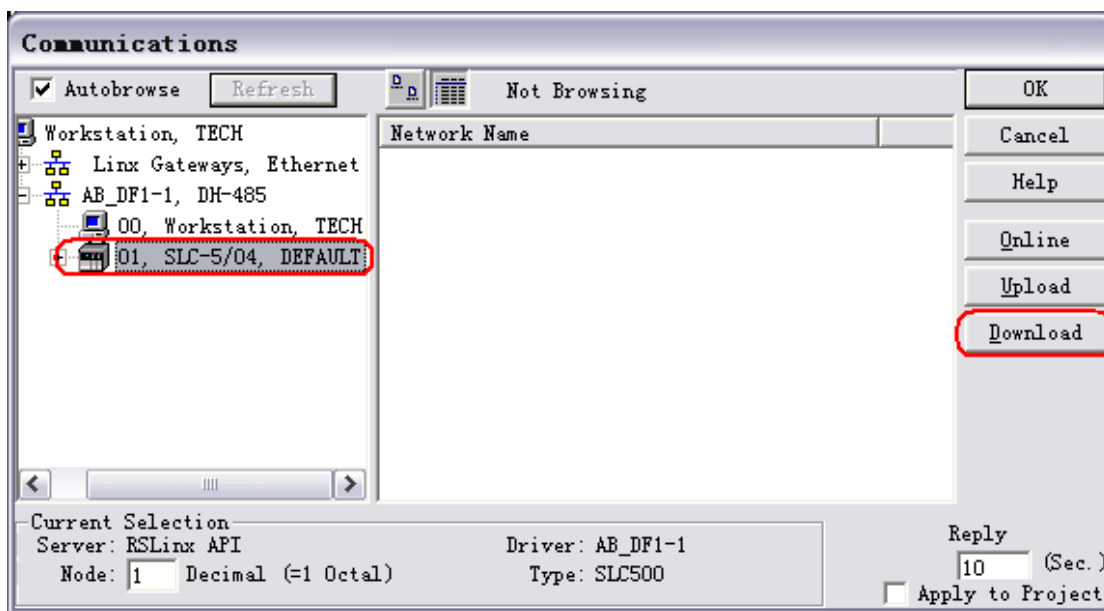 Communications
Autobrowse Refresh Not Browsing OK
Workstation, TECH Network Name Cancel
Linx Gateways, Ethernet Help
AB_DF1-1, DH-485
00, Workstation, TECH Online
01, SLC-5/04, DEFAULT
Upload
Download
Current Selection
Server: RSLinx API Driver: AB_DF1-1 Reply
Node: 1 Decimal (=1 Octal) Type: SLC500 10 (Sec.)
Apply to Project